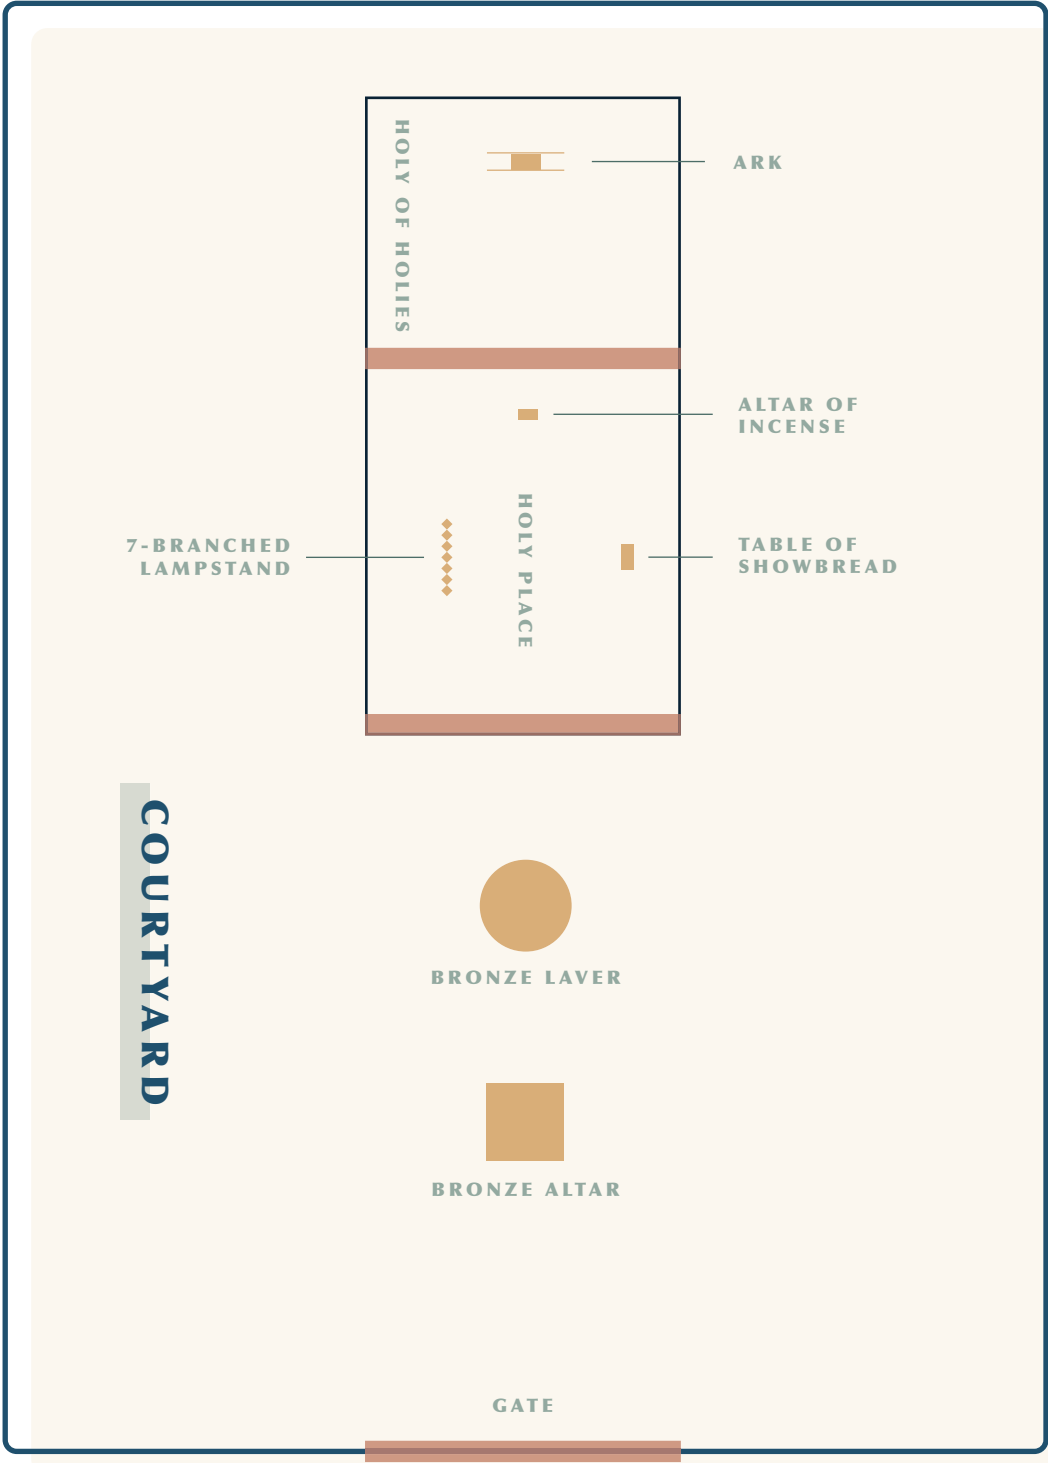 HOLY OF HOLIES
ARK
ALTAR OF
INCENSE
HOLY PLACE
7-BRANCHED
LAMPSTAND
TABLE OF
SHOWBREAD
COURTYARD
BRONZE LAVER
BRONZE ALTAR
GATE